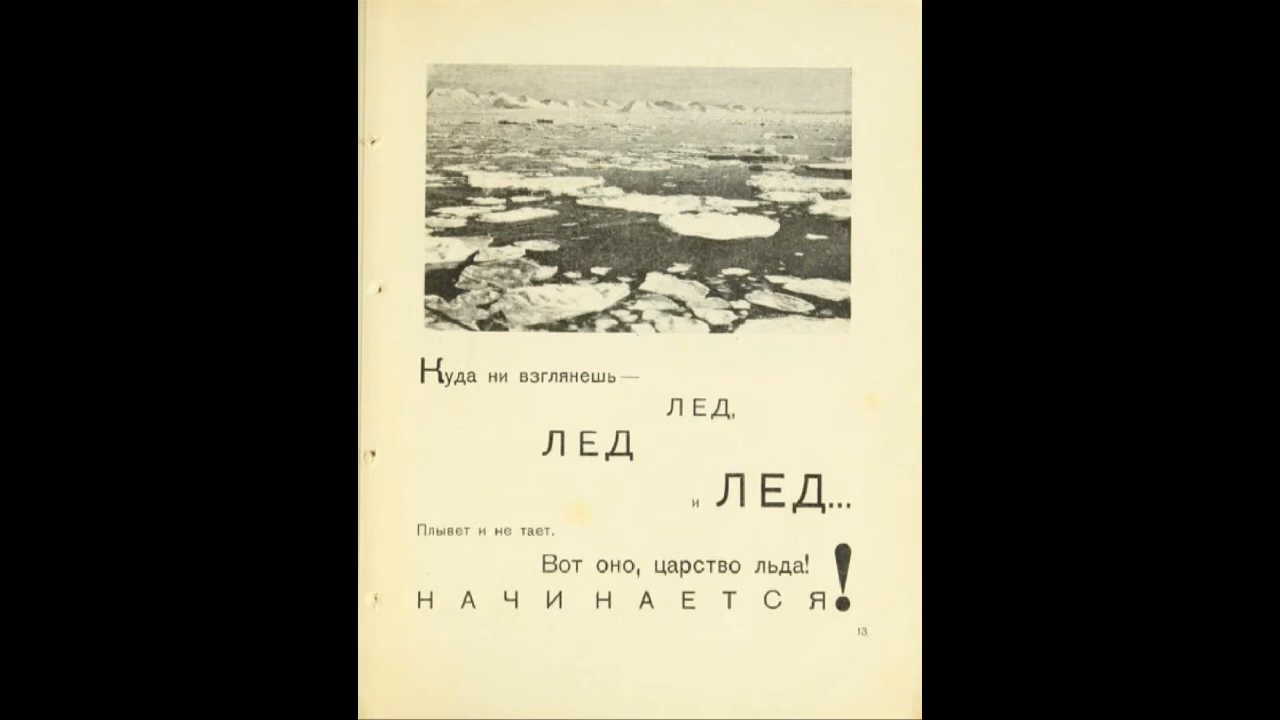 Куда ни взглянешь —
ЛЕД,
ЛЕД
и ЛЕД...
Плывет и не тает.
Вот оно, царство льда!
НАЧИНАЕТСЯ!
13